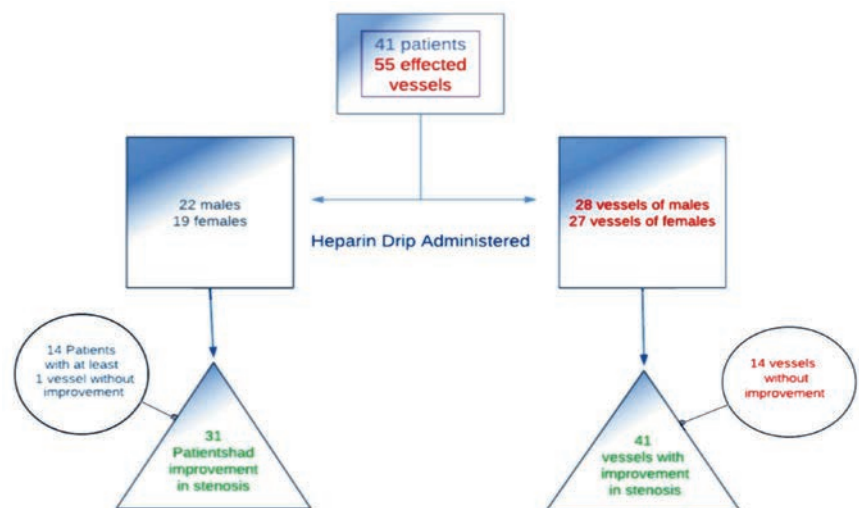 41 patients
55 effected
vessels
22 males
19 females
28 vessels of males
27 vessels of females
Heparin Drip Administered
14 Patients
with at least
1 vessel without
improvement
31
Patientshad
improvement
in stenosis
41
vessels with
improvement
in stenosis
14 vessels
without
improvement